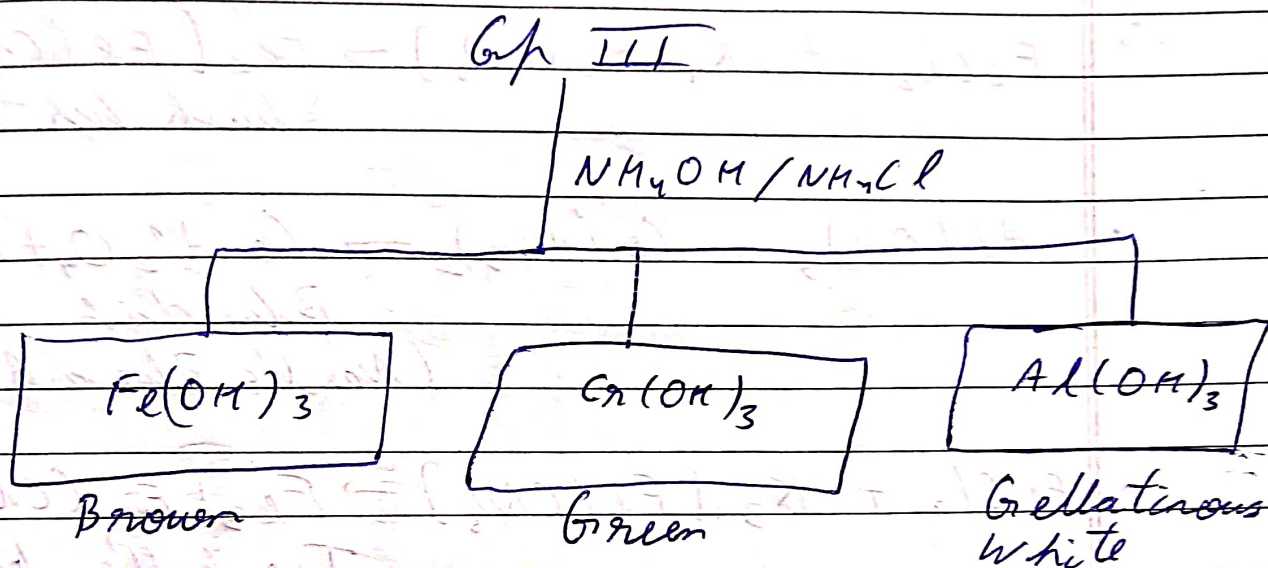 Gp III
NH4OH/NH4Cl
Fe(OH)3
Cr(OH)3
Al(OH)3
Brown
Green
Gellatinous
White